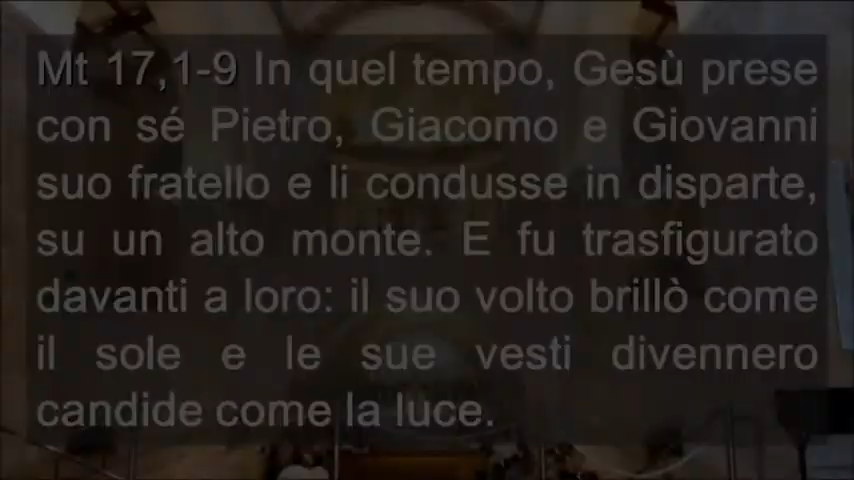 Mt 17,1-9 In quel tempo, Gesù prese
con sé Pietro, Giacomo e Giovanni
suo fratello e li condusse in disparte,
su un alto monte. E fu trasfigurato
davanti a loro: il suo volto brillò come
il sole e le sue vesti divennero
candide come la luce.